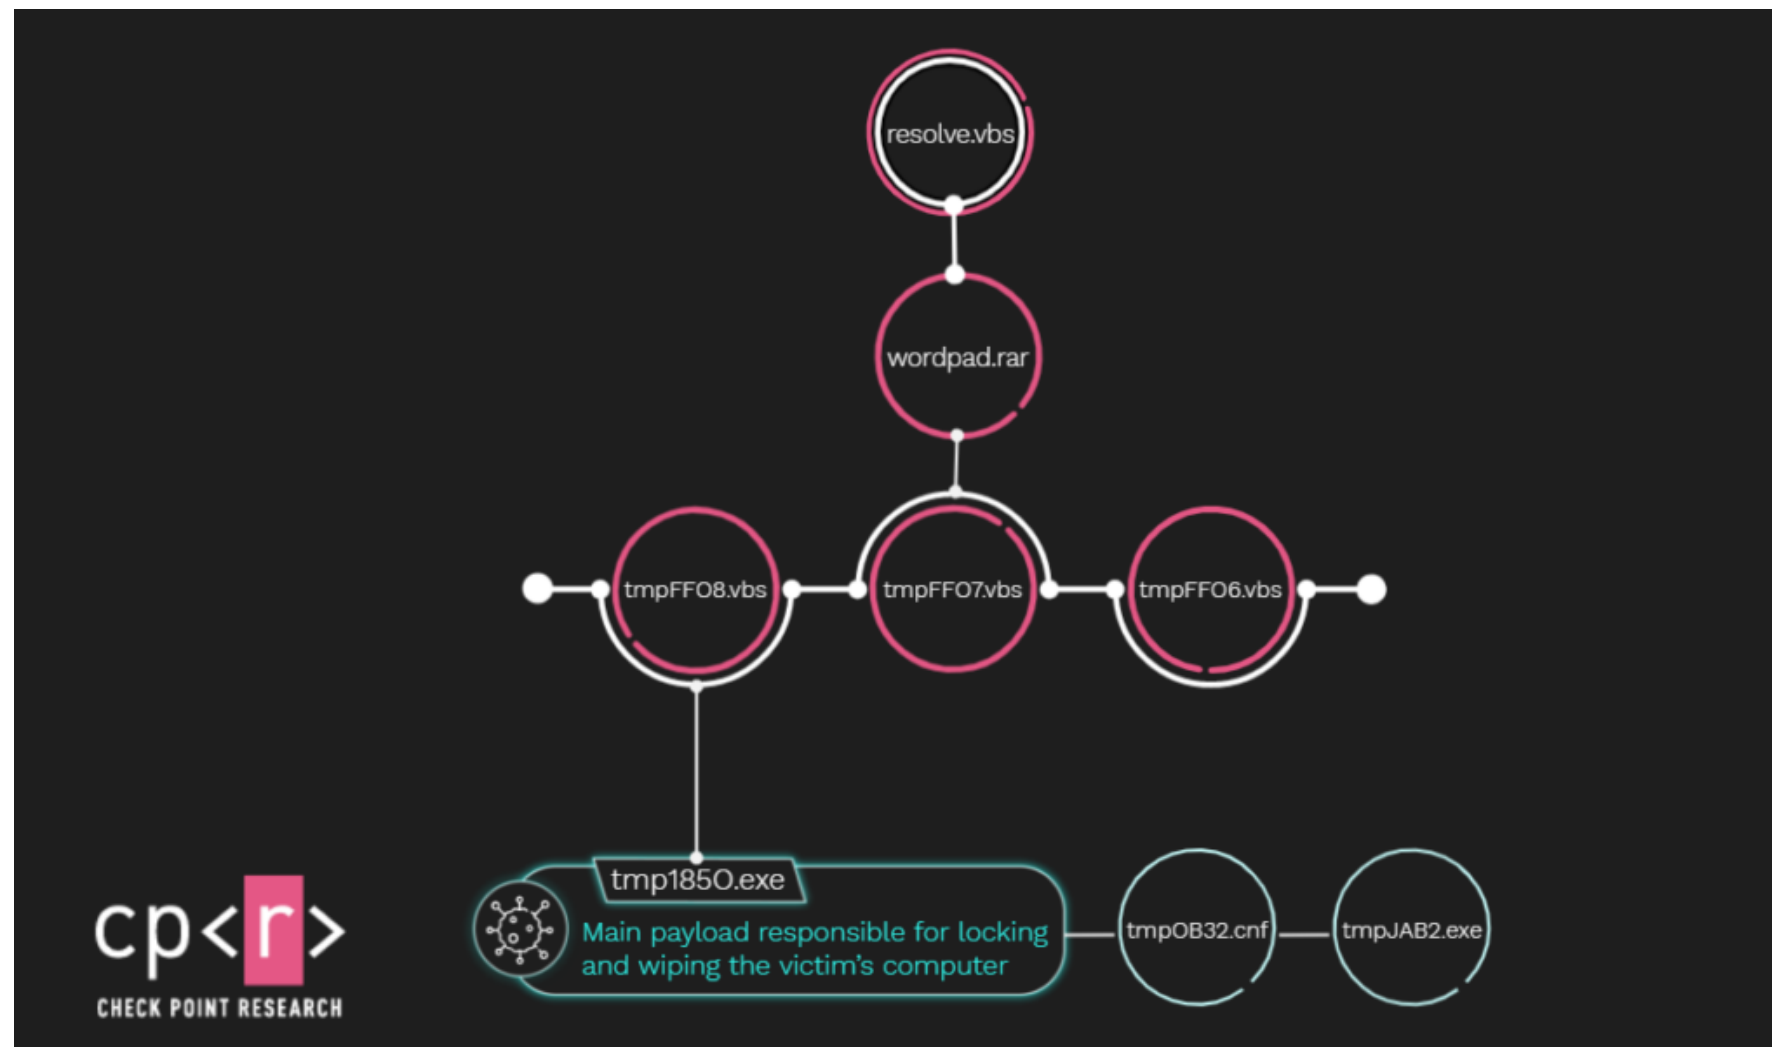 resolve.vbs
wordpad.rar
tmpFF08.vbs
tmpFF07.vbs
tmpFF06.vbs
tmp1850.exe
Main payload responsible for locking
and wiping the victim's computer
tmp0B32.cnf
tmpJAB2.exe
cp<r>
CHECK POINT RESEARCH